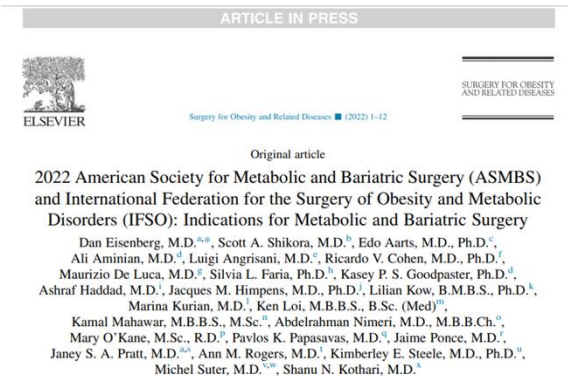 ARTICLE IN PRESS
ELSEVIER
SURGERY FOR OBESITY
AND RELATED DISEASES
Surgery for Obesity and Related Diseases ■ (2022) 1–12
Original article
2022 American Society for Metabolic and Bariatric Surgery (ASMBS)
and International Federation for the Surgery of Obesity and Metabolic
Disorders (IFSO): Indications for Metabolic and Bariatric Surgery
Dan Eisenberg, M.D.a,*, Scott A. Shikora, M.D.b, Edo Aarts, M.D., Ph.D.c,
Ali Aminian, M.D.d, Luigi Angrisani, M.D.e, Ricardo V. Cohen, M.D., Ph.D.f,
Maurizio De Luca, M.D.g, Silvia L. Faria, Ph.D.h, Kasey P. S. Goodpaster, Ph.D.d,
Ashraf Haddad, M.D.i, Jacques M. Himpens, M.D., Ph.D.j, Lilian Kow, B.M.B.S., Ph.D.k,
Marina Kurian, M.D.l, Ken Loi, M.B.B.S., B.Sc. (Med)m,
Kamal Mahawar, M.B.B.S., M.Sc.n, Abdelrahman Nimeri, M.D., M.B.B.Ch.o,
Mary O'Kane, M.Sc., R.D.p, Pavlos K. Papasavas, M.D.q, Jaime Ponce, M.D.r,
Janey S. A. Pratt, M.D.a,s, Ann M. Rogers, M.D.t, Kimberley E. Steele, M.D., Ph.D.u,
Michel Suter, M.D.v,w, Shanu N. Kothari, M.D.x